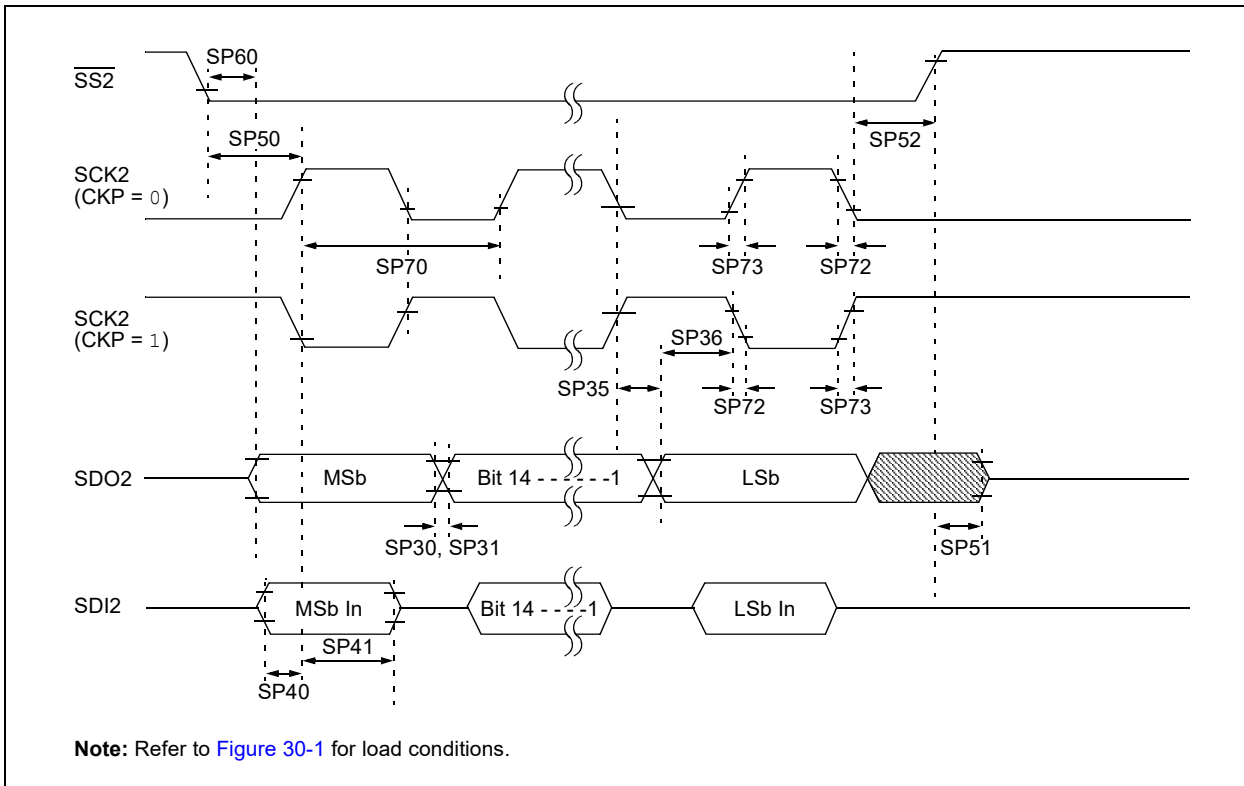 SP60
SS2
SP50
SP52
SCK2
(CKP = 0)
SP70
SP73
SP72
SCK2
(CKP = 1)
SP36
SP35
SP72
SP73
SDO2
MSb
Bit 14 - - - - - -1
LSb
SP30, SP31
SP51
SDI2
MSb In
Bit 14 - - - -1
LSb In
SP41
SP40
Note: Refer to Figure 30-1 for load conditions.